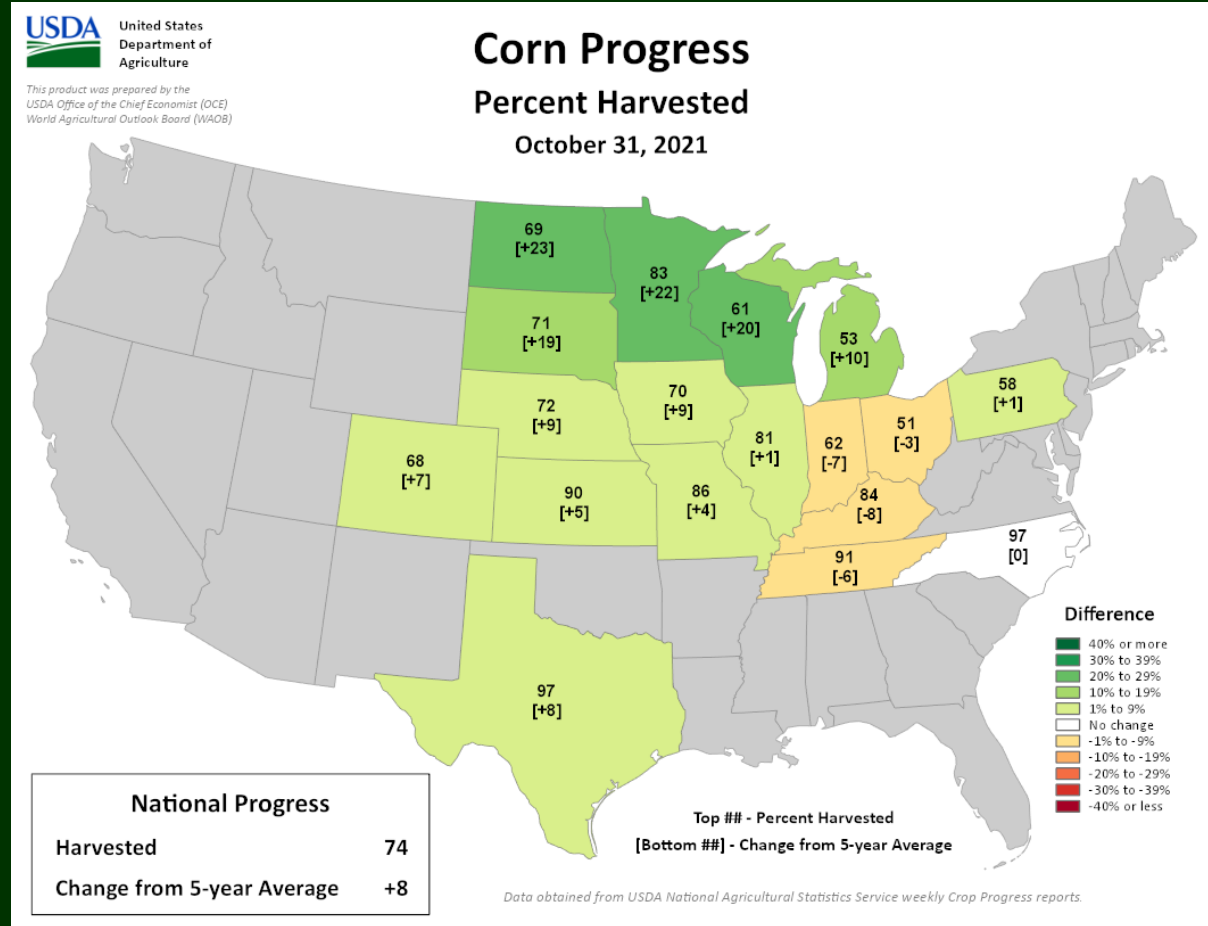 USDA
United States
Department of
Agriculture
This product was prepared by the
USDA Office of the Chief Economist (OCE)
World Agricultural Outlook Board (WAOB)
Corn Progress
Percent Harvested
October 31, 2021
69
[+23]
83
[+22]
61
[+20]
71
[+19]
53
[+10]
72
[+9]
70
[+9]
58
[+1]
81
[+1]
62
[-7]
51
[-3]
68
[+7]
90
[+5]
86
[+4]
84
[-8]
91
[-6]
97
[0]
97
[+8]
Difference
40% or more
30% to 39%
20% to 29%
10% to 19%
1% to 9%
No change
-1% to -9%
-10% to -19%
-20% to -29%
-30% to -39%
-40% or less
National Progress
Harvested 74
Change from 5-year Average +8
Top ## - Percent Harvested
[Bottom ##] - Change from 5-year Average
Data obtained from USDA National Agricultural Statistics Service weekly Crop Progress reports.